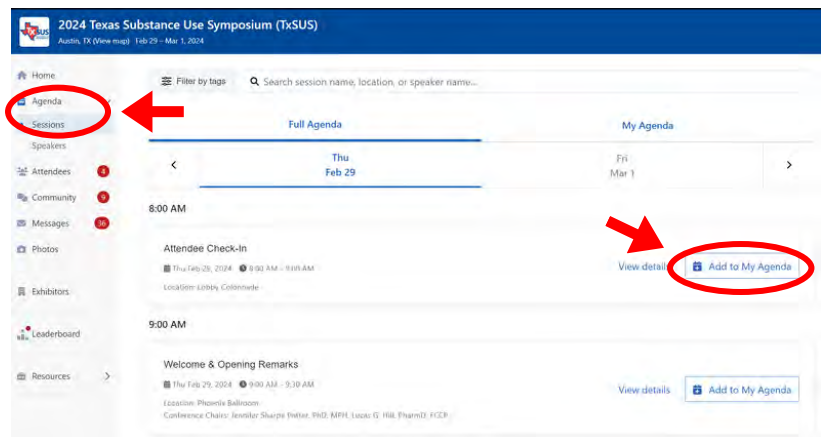 2024 Texas Substance Use Symposium (TxSUS)
Austin, TX (View map) Feb 29 – Mar 1, 2024
TxSUS
Home
Filter by tags
Search session name, location, or speaker name...
Agenda
Sessions
Full Agenda
My Agenda
Speakers
Attendees 4
Community 9
Messages 36
Photos
Exhibitors
Leaderboard
Resources
Thu
Feb 29
Fri
Mar 1
8:00 AM
Attendee Check-In
Thu Feb 29, 2024 8:00 AM - 9:00 AM
Location: Lobby Colonnade
View details
Add to My Agenda
9:00 AM
Welcome & Opening Remarks
Thu Feb 29, 2024 9:00 AM - 9:30 AM
Location: Phoenix Ballroom
Conference Chairs: Jennifer Sharpe Potter, PhD, MPH, Lucas G. Hill, PharmD, FCCP
View details
Add to My Agenda